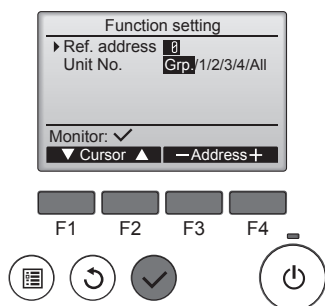 Function setting
Ref. address 0
Unit No. Grp./1/2/3/4/All
Monitor:
Cursor −Address+
F1 F2 F3 F4